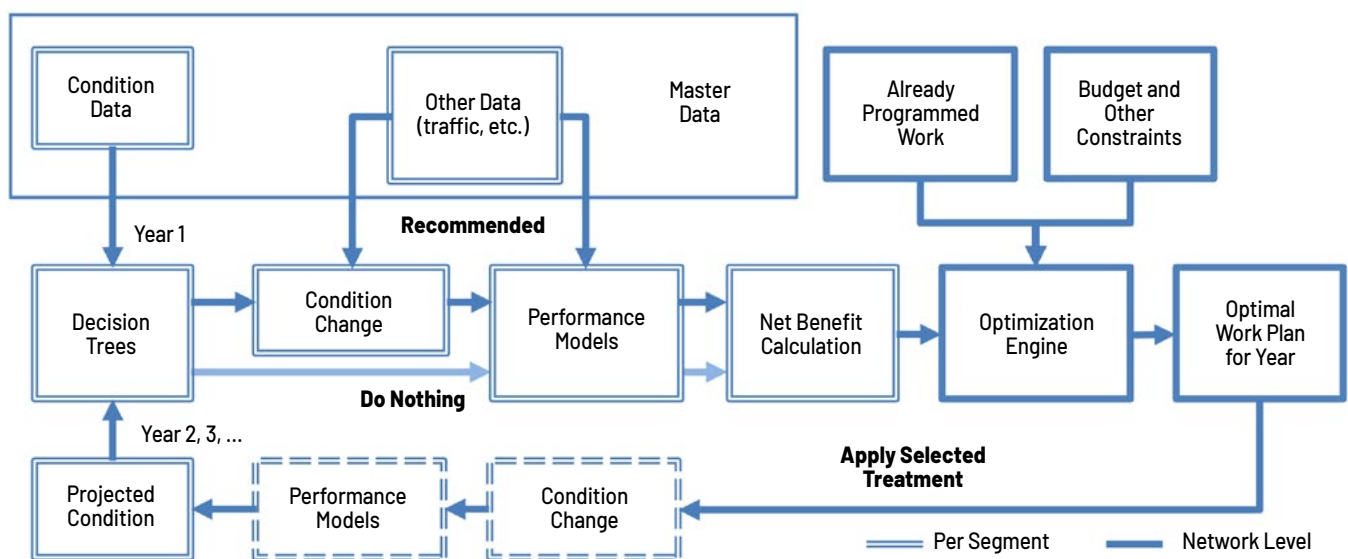 Condition
Data
Other Data
(traffic, etc.)
Master
Data
Already
Programmed
Work
Budget and
Other
Constraints
Recommended
Year 1
Decision
Trees
Condition
Change
Performance
Models
Net Benefit
Calculation
Optimization
Engine
Optimal
Work Plan
for Year
Do Nothing
Year 2, 3, ...
Apply Selected
Treatment
Projected
Condition
Performance
Models
Condition
Change
Per Segment
Network Level